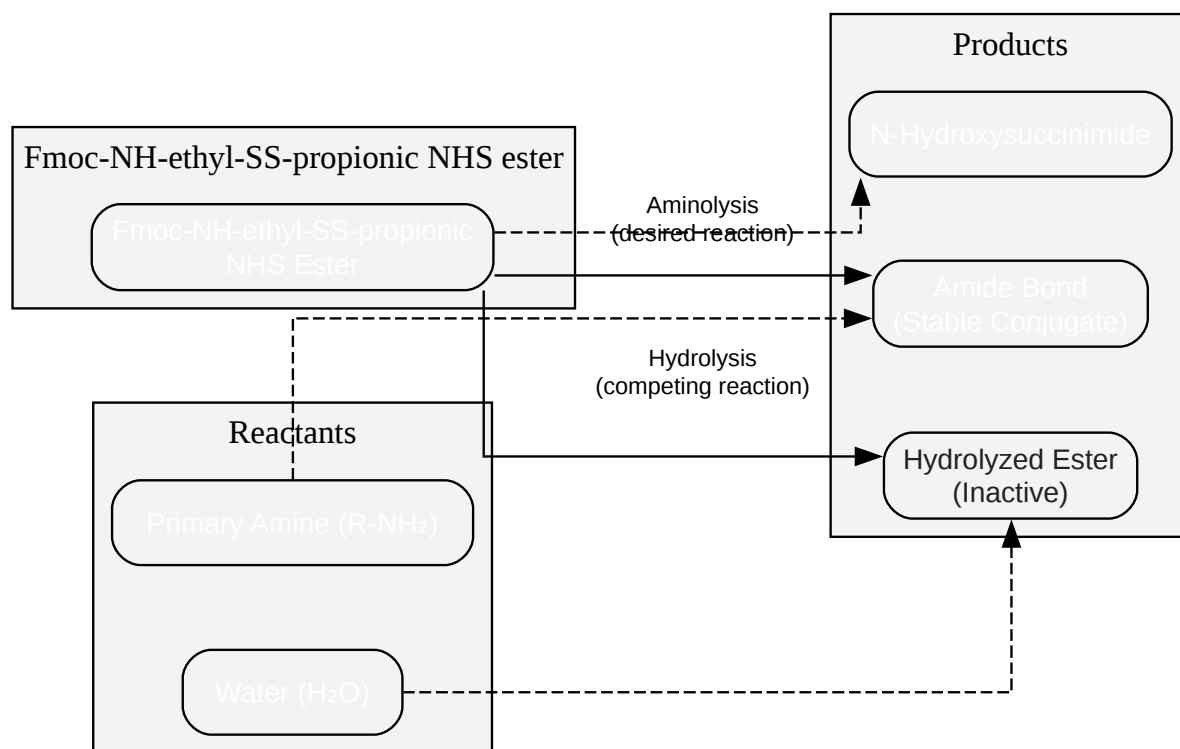 Products
N-Hydroxysuccinimide
Fmoc-NH-ethyl-SS-propionic NHS ester
Fmoc-NH-ethyl-SS-propionic
NHS Ester
Aminolysis
(desired reaction)
Amide Bond
(Stable Conjugate)
Hydrolysis
(competing reaction)
Reactants
Hydrolyzed Ester
(Inactive)
Primary Amine (R-NH₂)
Water (H₂O)